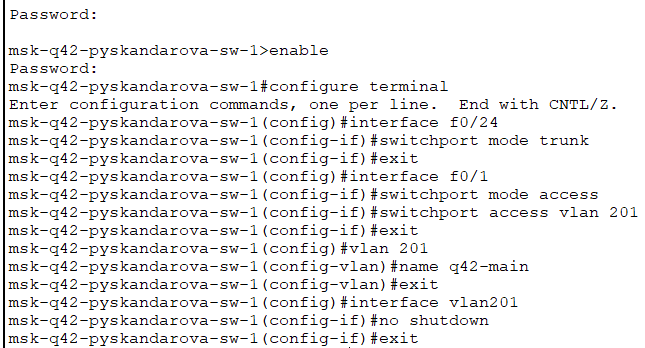 Password:
msk-q42-pyskandarova-sw-1>enable
Password:
msk-q42-pyskandarova-sw-1#configure terminal
Enter configuration commands, one per line.  End with CNTL/Z.
msk-q42-pyskandarova-sw-1(config)#interface f0/24
msk-q42-pyskandarova-sw-1(config-if)#switchport mode trunk
msk-q42-pyskandarova-sw-1(config-if)#exit
msk-q42-pyskandarova-sw-1(config)#interface f0/1
msk-q42-pyskandarova-sw-1(config-if)#switchport mode access
msk-q42-pyskandarova-sw-1(config-if)#switchport access vlan 201
msk-q42-pyskandarova-sw-1(config-if)#exit
msk-q42-pyskandarova-sw-1(config)#vlan 201
msk-q42-pyskandarova-sw-1(config-vlan)#name q42-main
msk-q42-pyskandarova-sw-1(config-vlan)#exit
msk-q42-pyskandarova-sw-1(config)#interface vlan201
msk-q42-pyskandarova-sw-1(config-if)#no shutdown
msk-q42-pyskandarova-sw-1(config-if)#exit